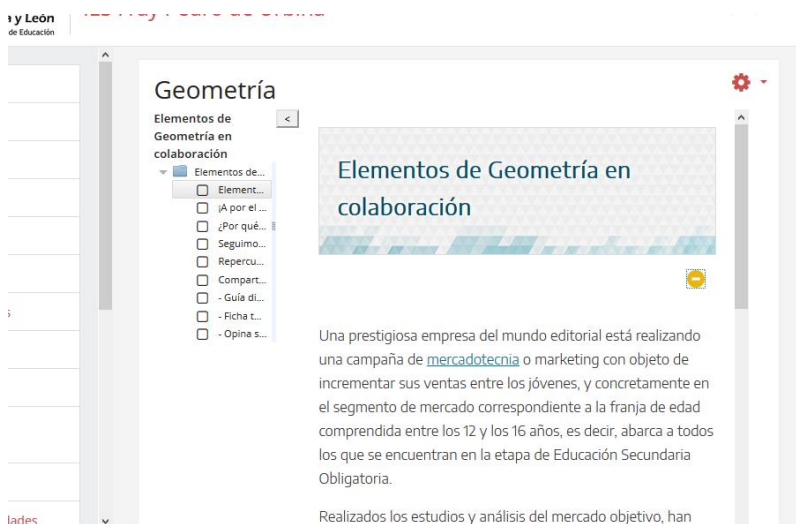 a y León
de Educación
Geometría
Elementos de
Geometría en
colaboración
<
Elementos de...
Element...
¡A por el ...
¿Por qué...
Seguimo...
Repercu...
Compart...
- Guía di...
- Ficha t...
- Opina s...
Elementos de Geometría en
colaboración
Una prestigiosa empresa del mundo editorial está realizando
una campaña de mercadotecnia o marketing con objeto de
incrementar sus ventas entre los jóvenes, y concretamente en
el segmento de mercado correspondiente a la franja de edad
comprendida entre los 12 y los 16 años, es decir, abarca a todos
los que se encuentran en la etapa de Educación Secundaria
Obligatoria.
Realizados los estudios y análisis del mercado objetivo, han
s
lades